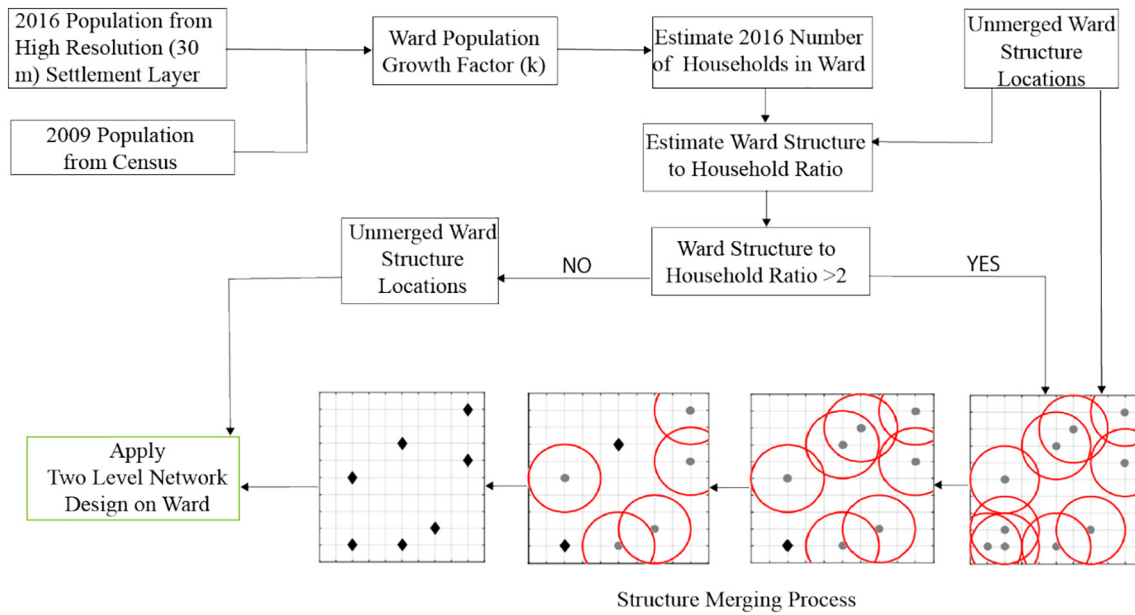 2016 Population from
High Resolution (30
m) Settlement Layer
Ward Population
Growth Factor (k)
Estimate 2016 Number
of Households in Ward
Unmerged Ward
Structure
Locations
2009 Population
from Census
Estimate Ward Structure
to Household Ratio
Unmerged Ward
Structure
Locations
NO
Ward Structure to
Household Ratio >2
YES
Apply
Two Level Network
Design on Ward
Structure Merging Process